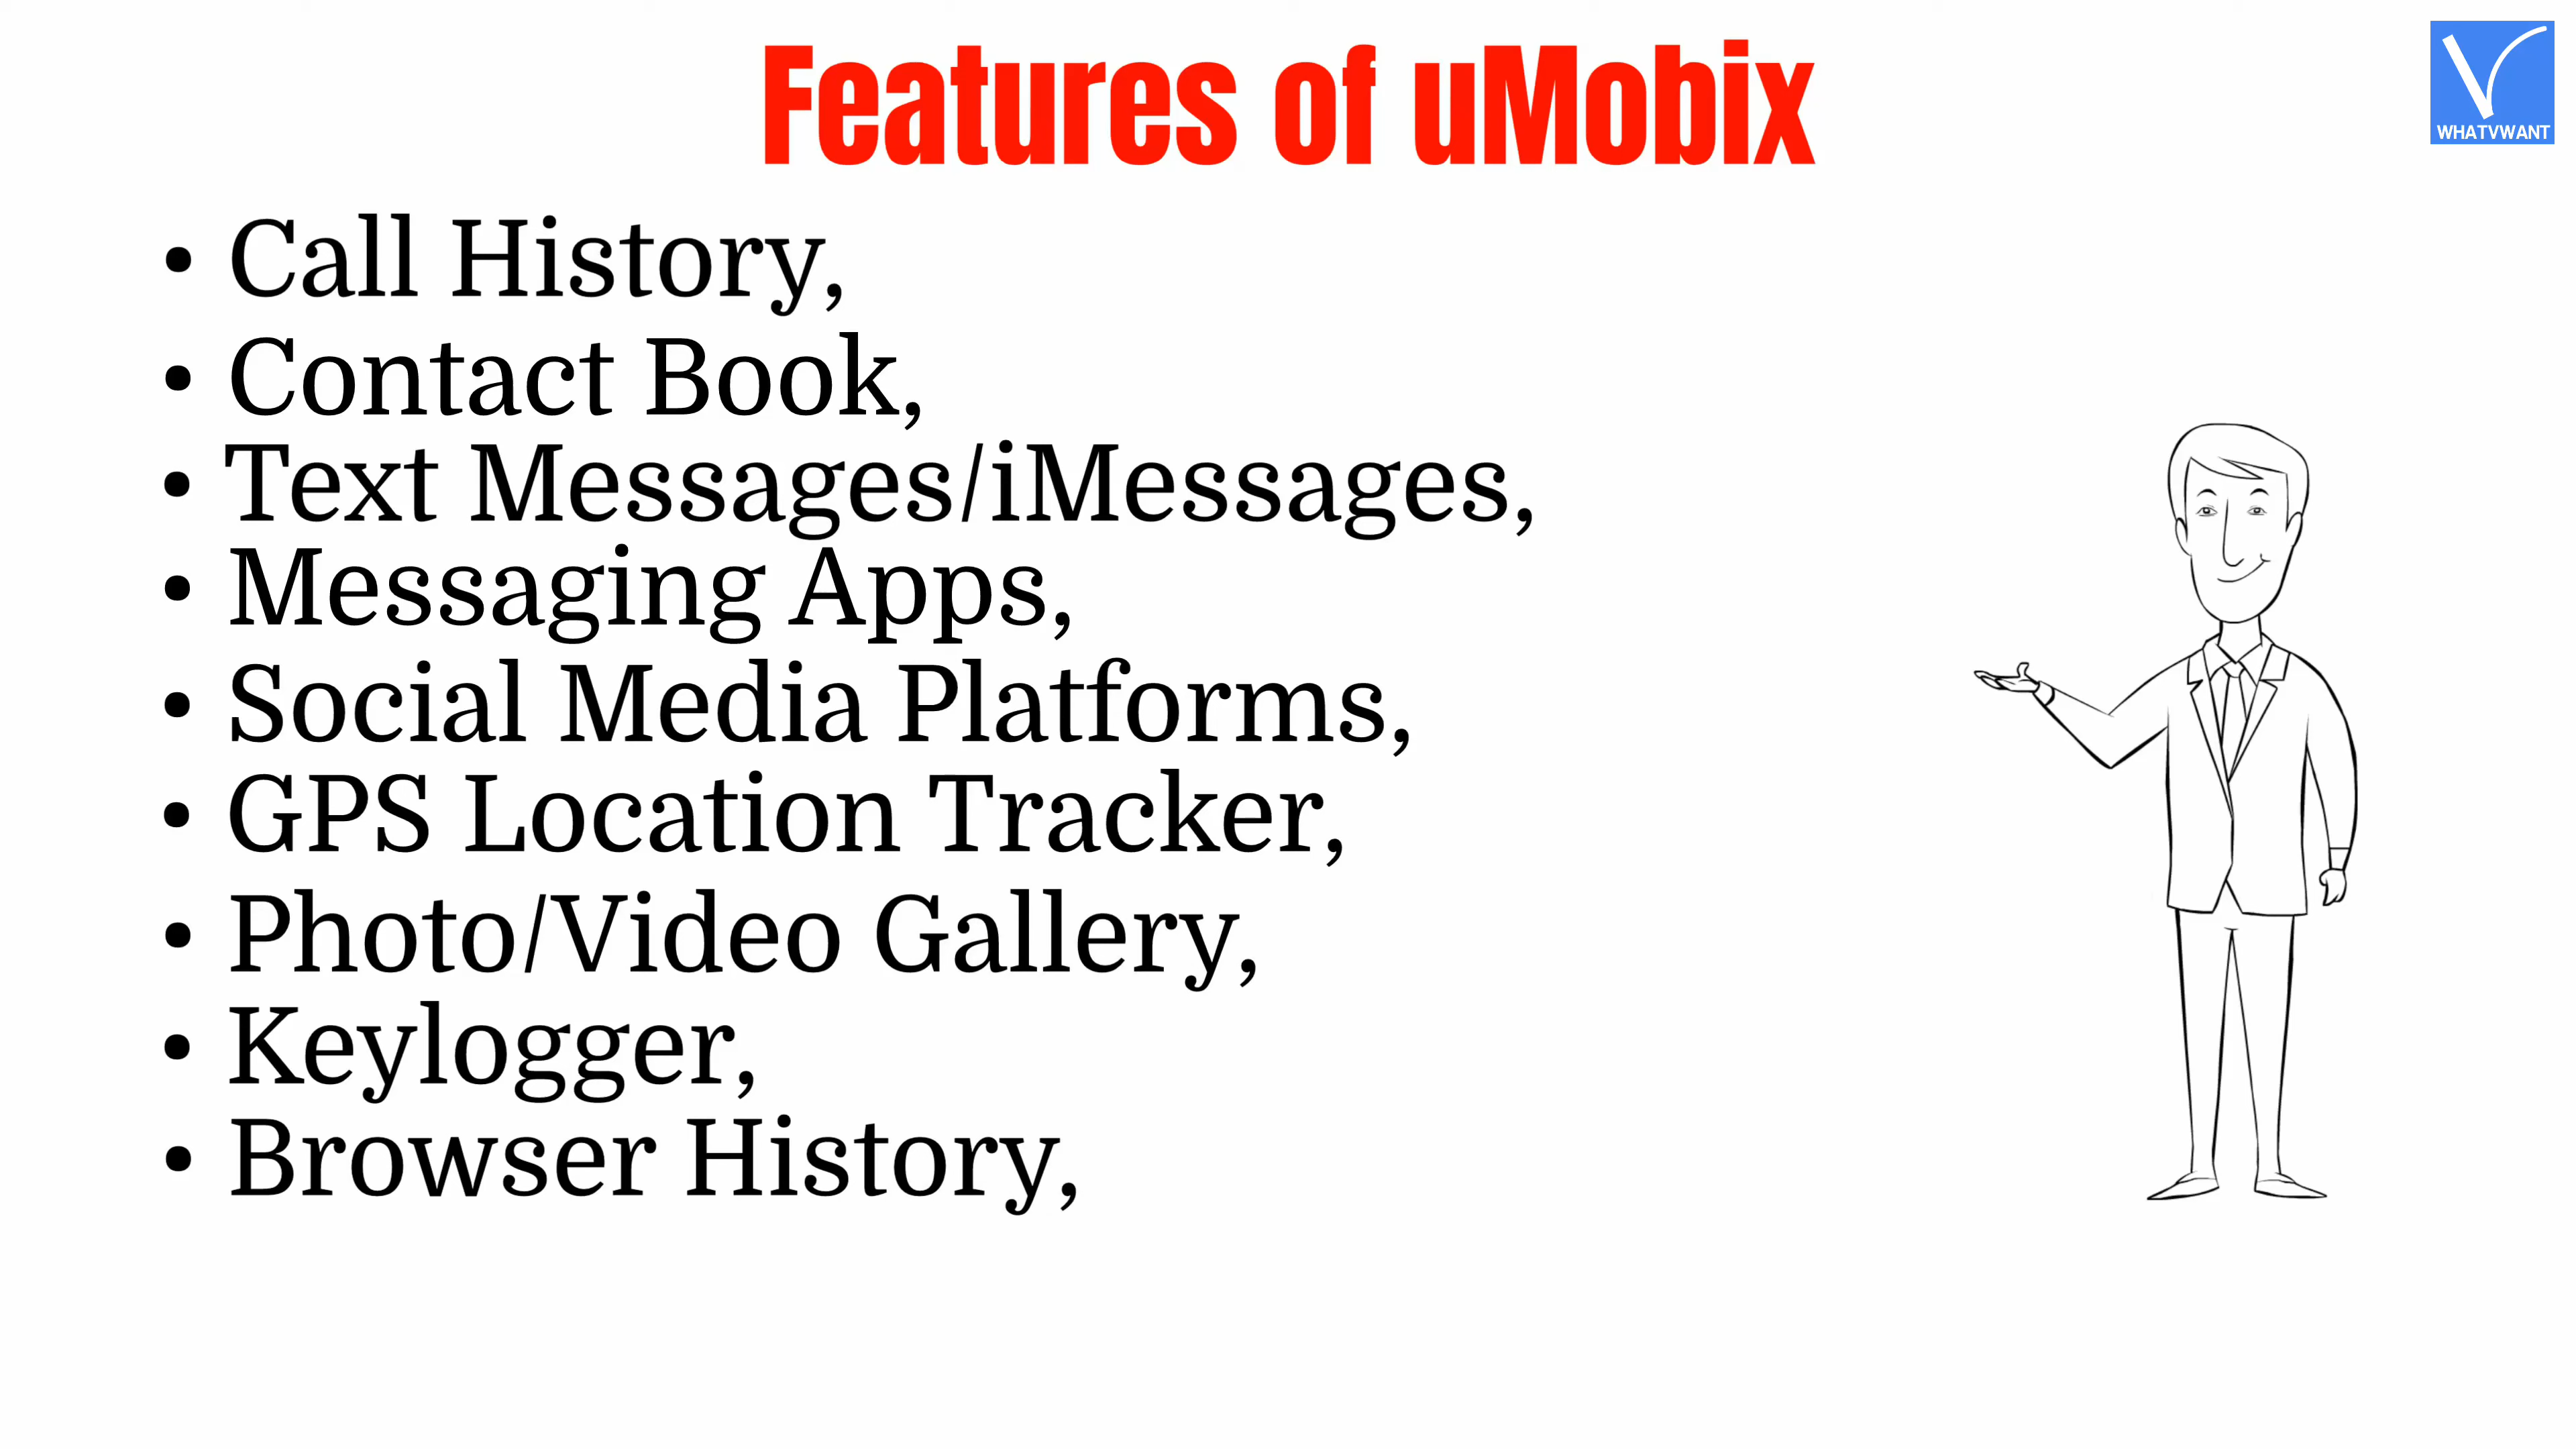 Features of uMobix
WHATVWANT
• Call History,
• Contact Book,
• Text Messages/iMessages,
• Messaging Apps,
• Social Media Platforms,
• GPS Location Tracker,
• Photo/Video Gallery,
• Keylogger,
• Browser History,